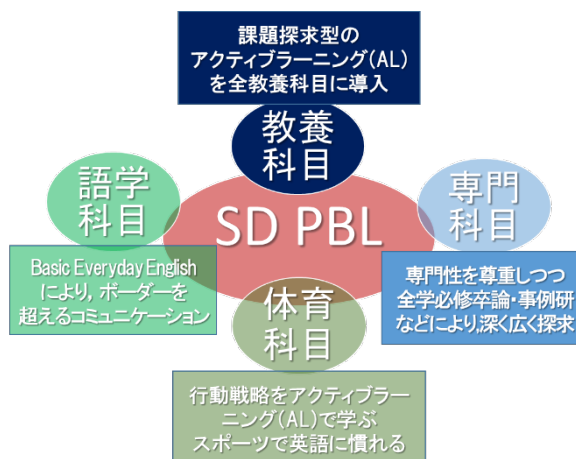 課題探求型の
アクティブラーニング(AL)
を全教養科目に導入
教養
科目
語学
科目
専門
科目
SD PBL
Basic Everyday English
により，ボーダーを
超えるコミュニケーション
専門性を尊重しつつ
全学必修卒論・事例研
などにより,深く広く探求
体育
科目
行動戦略をアクティブラー
ニング(AL)で学ぶ
スポーツで英語に慣れる